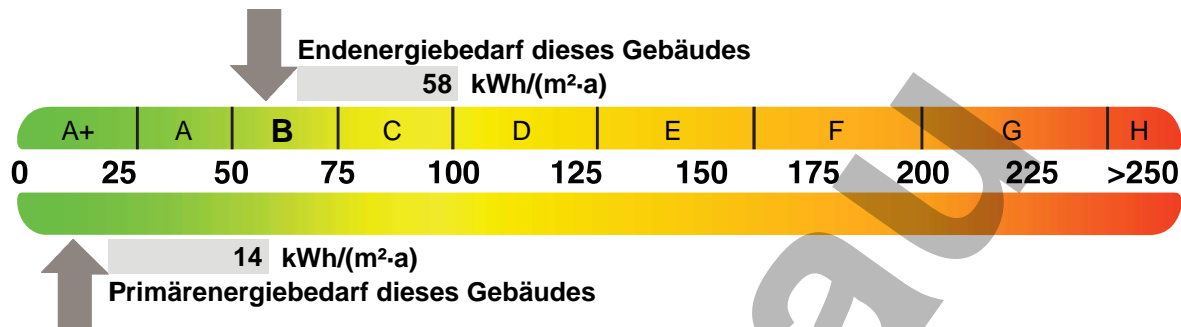 Endenergiebedarf dieses Gebäudes
58 kWh/(m²·a)
A+ A B C D E F G H
0 25 50 75 100 125 150 175 200 225 >250
14 kWh/(m²·a)
Primärenergiebedarf dieses Gebäudes
au